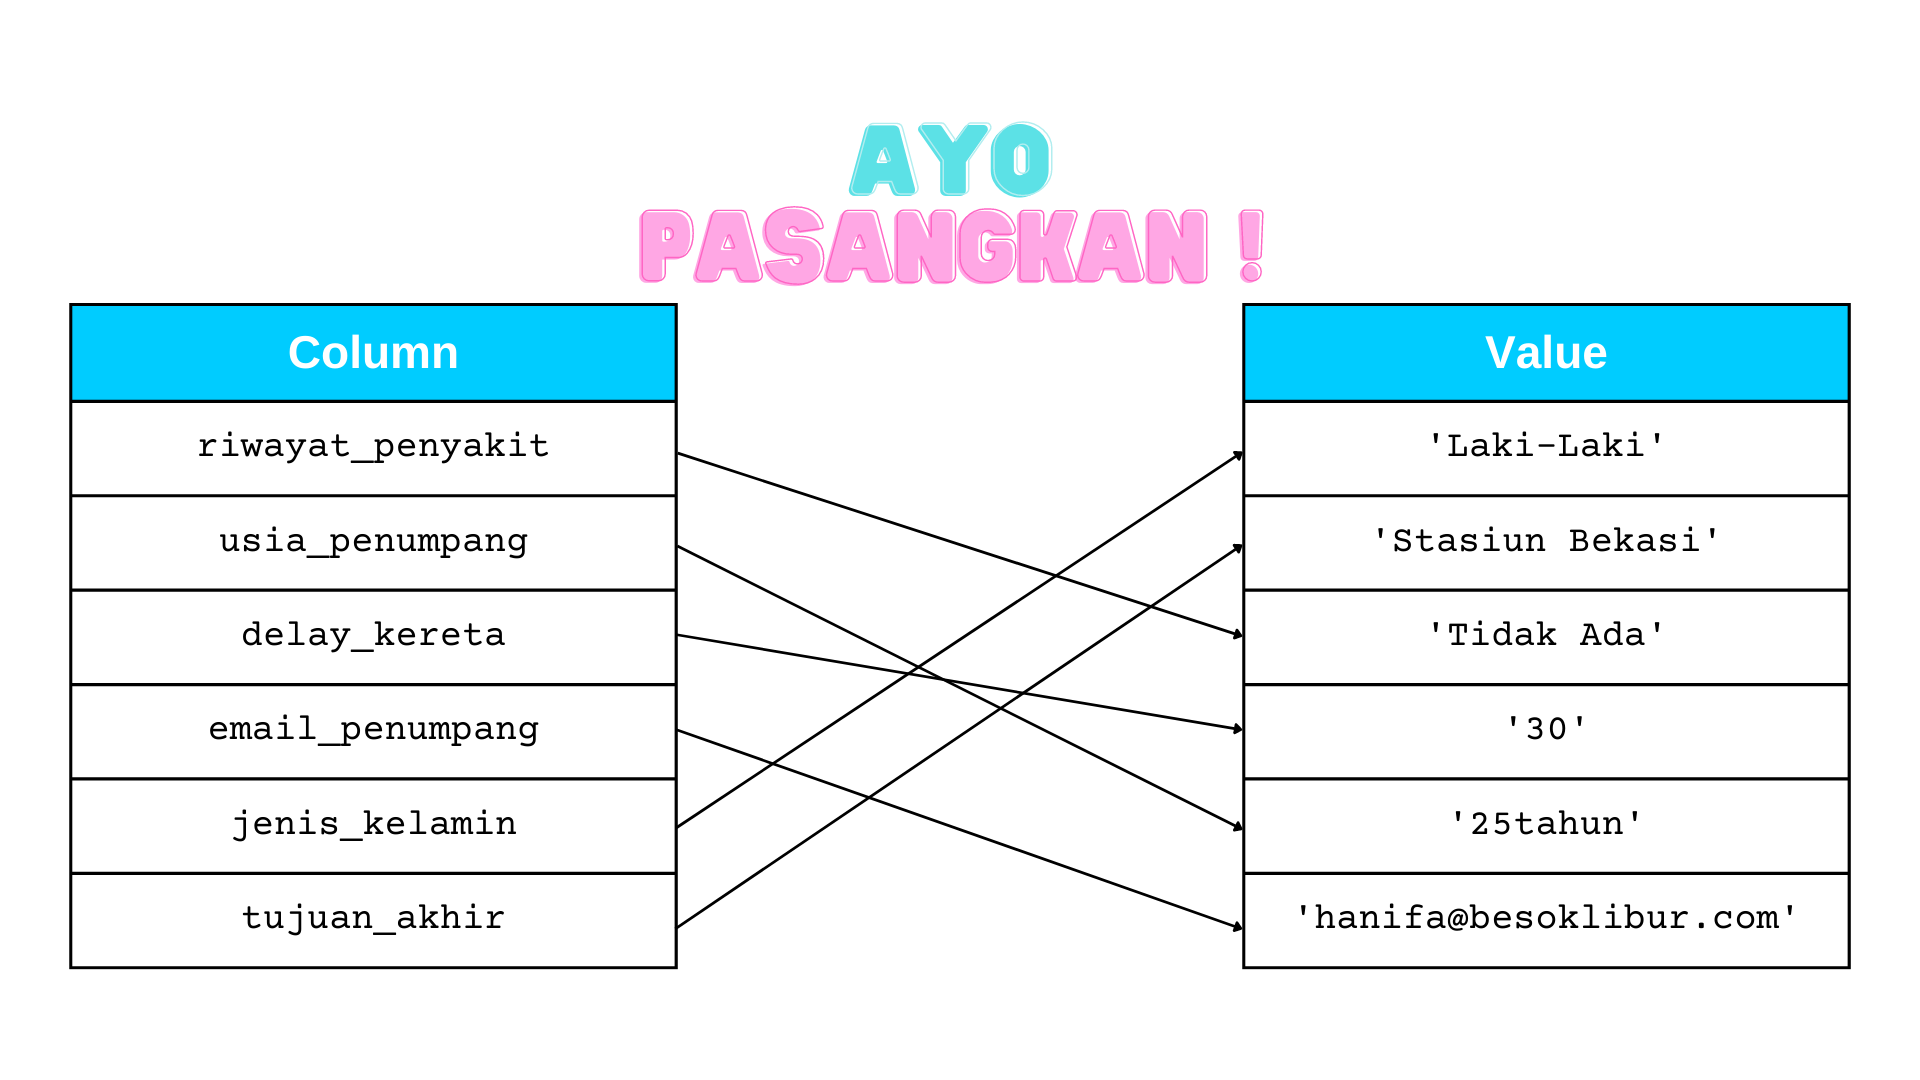 AYO
PASANGKAN !
Column
riwayat_penyakit
usia_penumpang
delay_kereta
email_penumpang
jenis_kelamin
tujuan_akhir
Value
'Laki-Laki'
'Stasiun Bekasi'
'Tidak Ada'
'30'
'25tahun'
'hanifa@besoklibur.com'